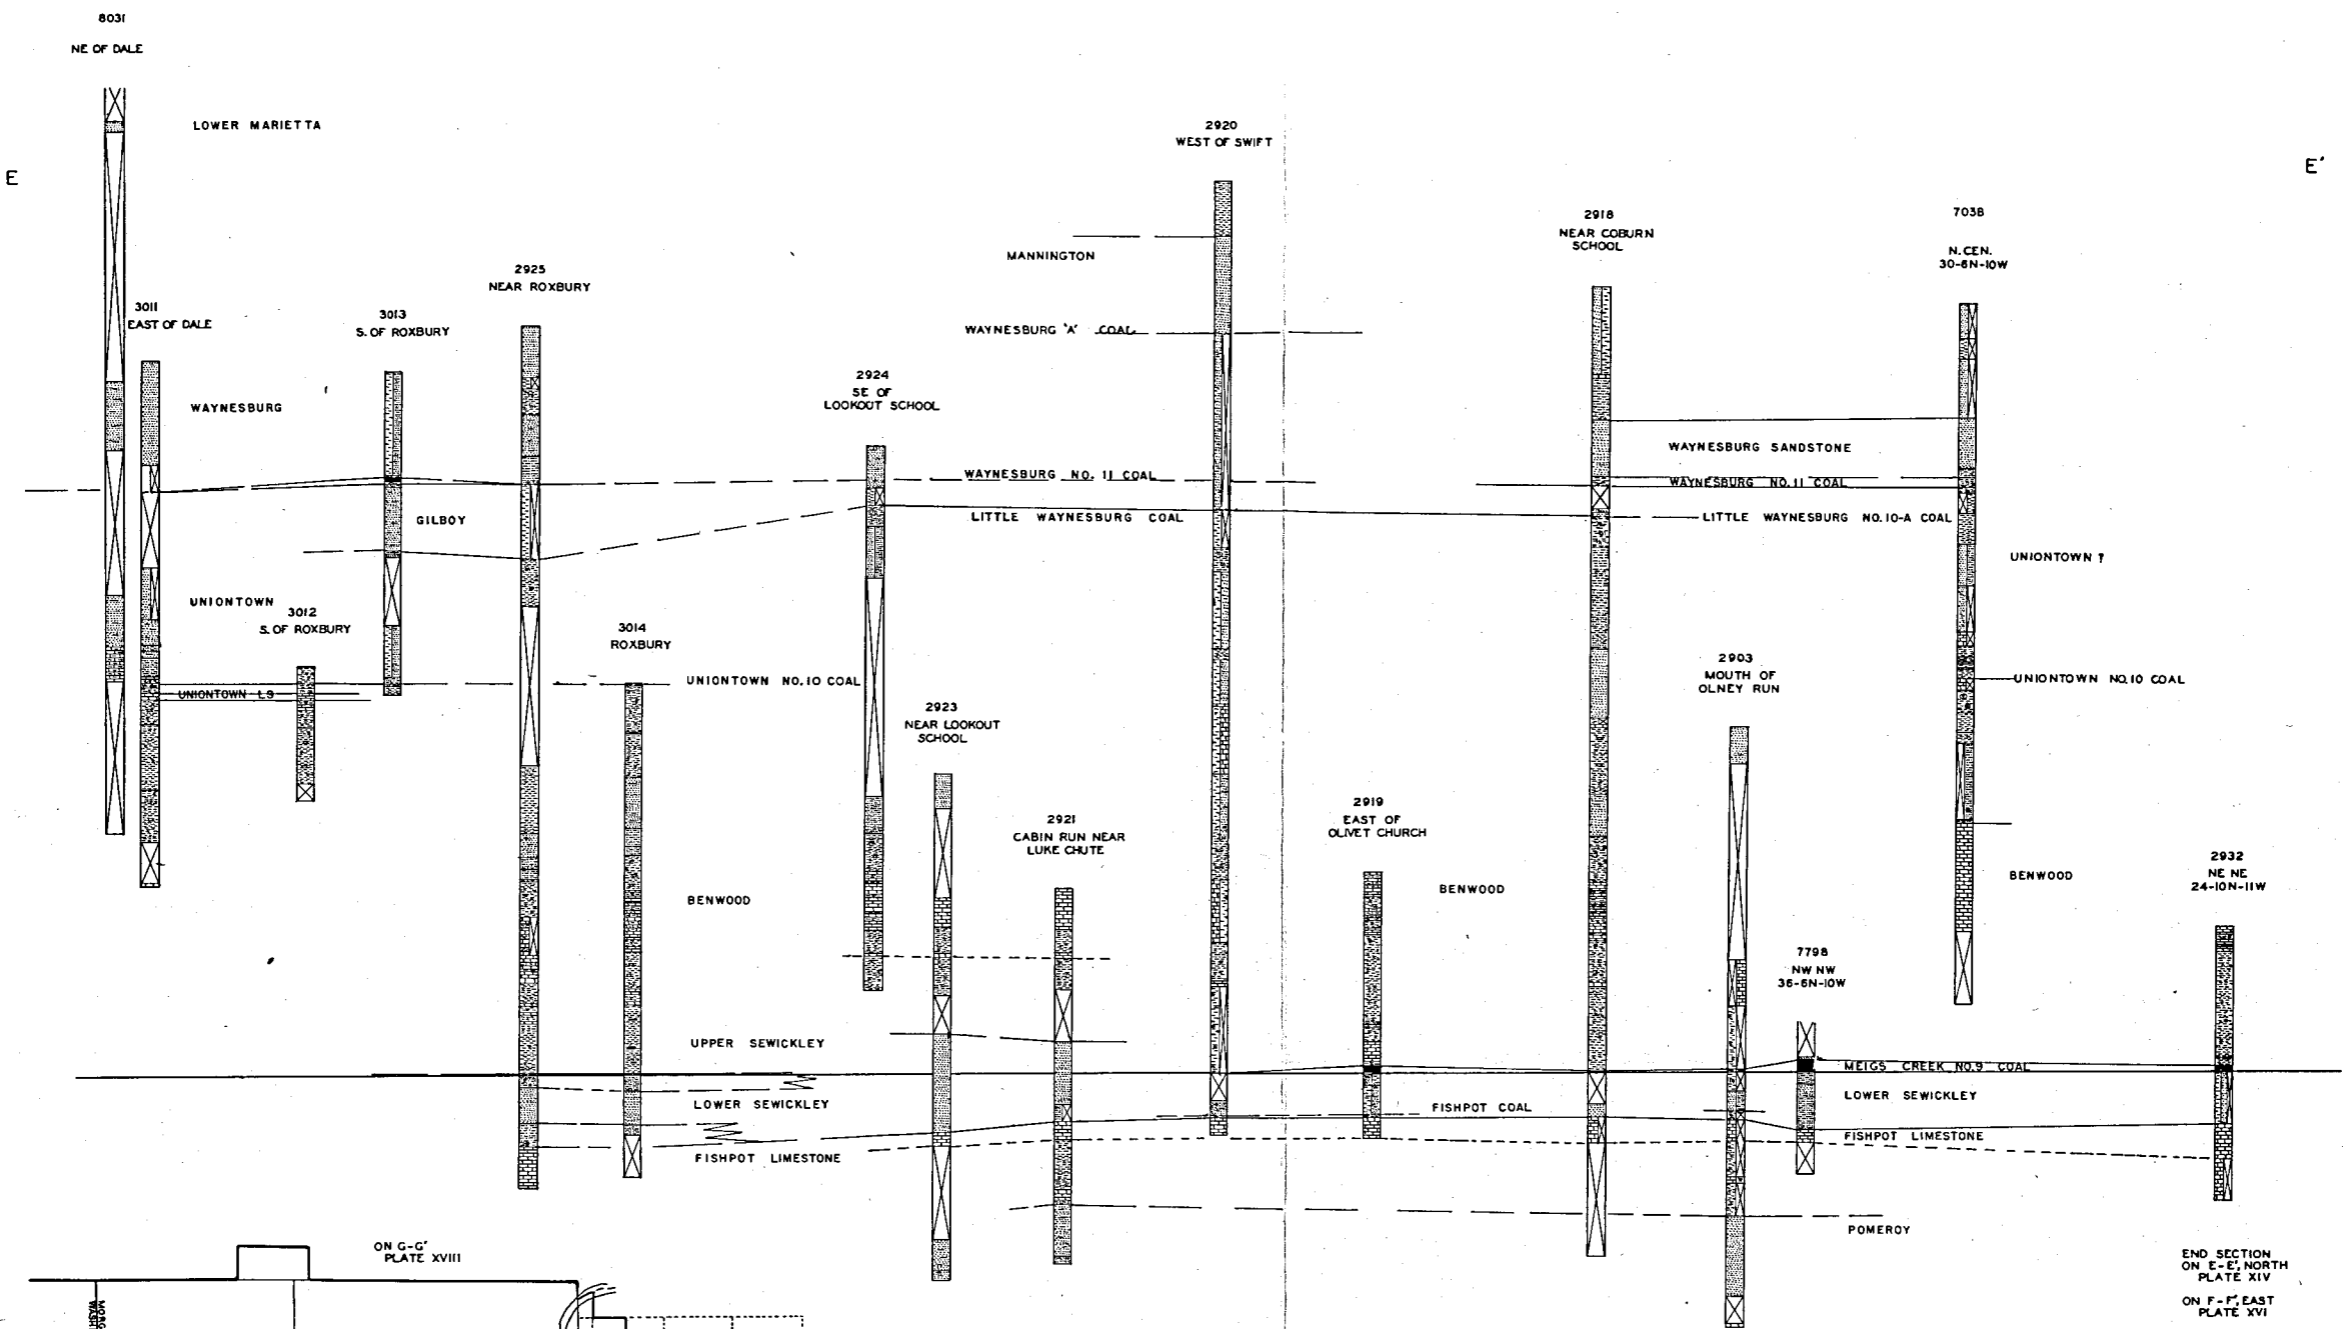 8031
NE OF DALE
LOWER MARIETTA
E
E'
2920
WEST OF SWIFT
2918
NEAR COBURN
SCHOOL
7038
N. CEN.
30-6N-10W
MANNINGTON
2925
NEAR ROXBURY
3011
EAST OF DALE
3013
S. OF ROXBURY
WAYNESBURG "A" COAL
2924
SE OF
LOOKOUT SCHOOL
WAYNESBURG
WAYNESBURG SANDSTONE
WAYNESBURG NO. 11 COAL
WAYNESBURG NO. 11 COAL
GILBOY
LITTLE WAYNESBURG COAL
LITTLE WAYNESBURG NO. 10-A COAL
UNIONTOWN ?
UNIONTOWN
3012
S. OF ROXBURY
3014
ROXBURY
2903
MOUTH OF
OLNEY RUN
UNIONTOWN LS
UNIONTOWN NO. 10 COAL
UNIONTOWN NO. 10 COAL
2923
NEAR LOOKOUT
SCHOOL
2921
CABIN RUN NEAR
LUKE CHUTE
2919
EAST OF
OLIVET CHURCH
2932
NE NE
24-10N-11W
BENWOOD
BENWOOD
BENWOOD
7798
NW NW
36-6N-10W
UPPER SEWICKLEY
MEIGS CREEK NO. 9 COAL
LOWER SEWICKLEY
LOWER SEWICKLEY
FISHPOT COAL
FISHPOT LIMESTONE
FISHPOT LIMESTONE
POMEROY
ON G-G'
PLATE XVIII
END SECTION
ON E-E', NORTH
PLATE XIV
ON F-F', EAST
PLATE XVI